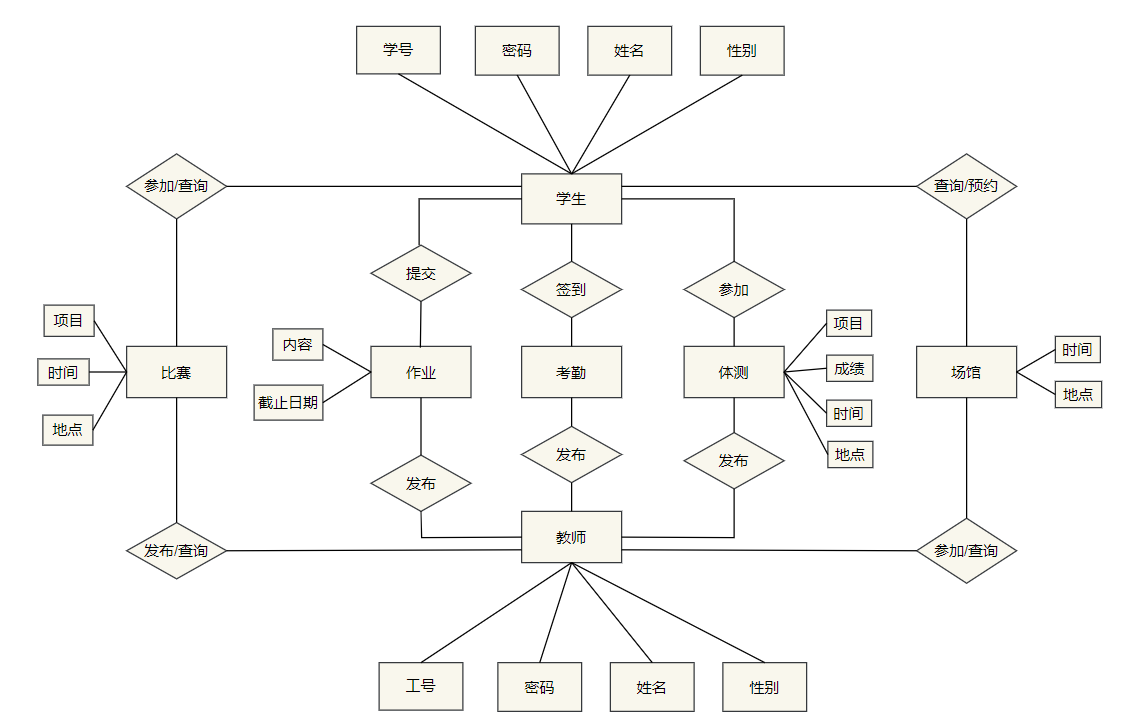 学号
密码
姓名
性别
参加/查询
学生
查询/预约
提交
签到
参加
项目
时间
地点
比赛
内容
截止日期
作业
考勤
体测
项目
成绩
时间
地点
场馆
时间
地点
发布
发布
发布
发布/查询
教师
参加/查询
工号
密码
姓名
性别